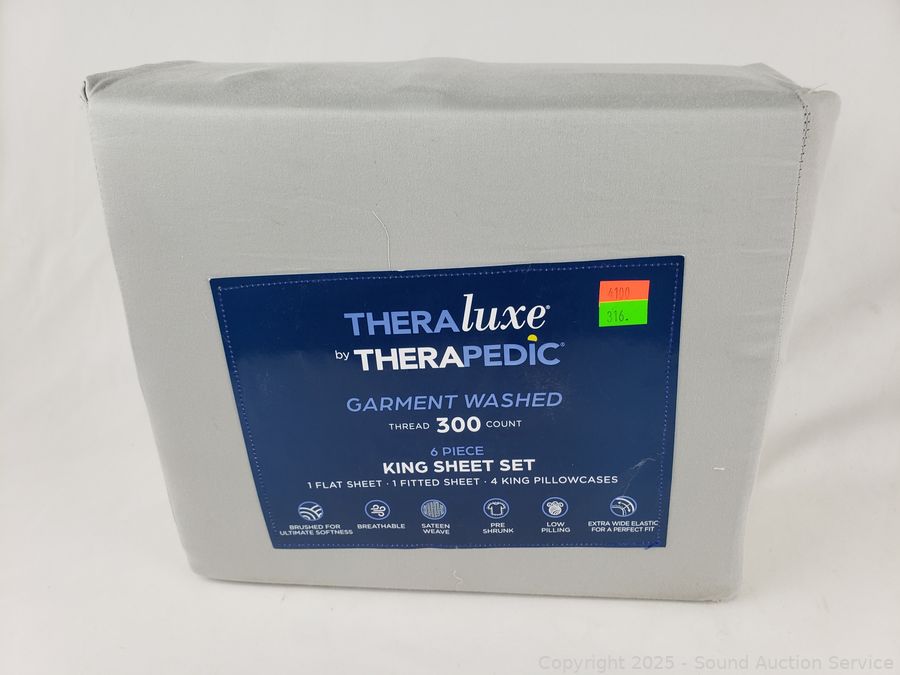 THERAluxe®
by THERAPEDIC®
4100
316.
GARMENT WASHED
THREAD 300 COUNT
6 PIECE
KING SHEET SET
1 FLAT SHEET · 1 FITTED SHEET · 4 KING PILLOWCASES
BRUSHED FOR
ULTIMATE SOFTNESS
BREATHABLE
SATEEN
WEAVE
PRE
SHRUNK
LOW
PILLING
EXTRA WIDE ELASTIC
FOR A PERFECT FIT
Copyright 2025 - Sound Auction Service